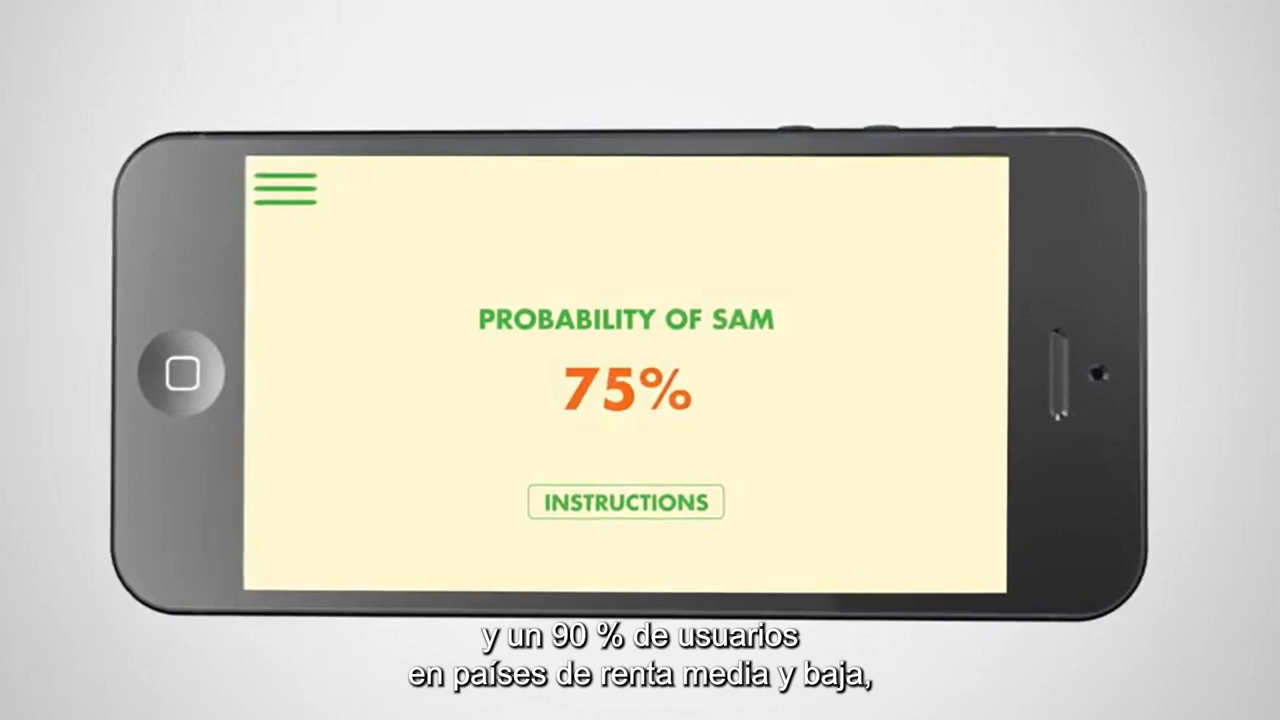 PROBABILITY OF SAM
75%
INSTRUCTIONS
y un 90 % de usuarios
en países de renta media y baja,